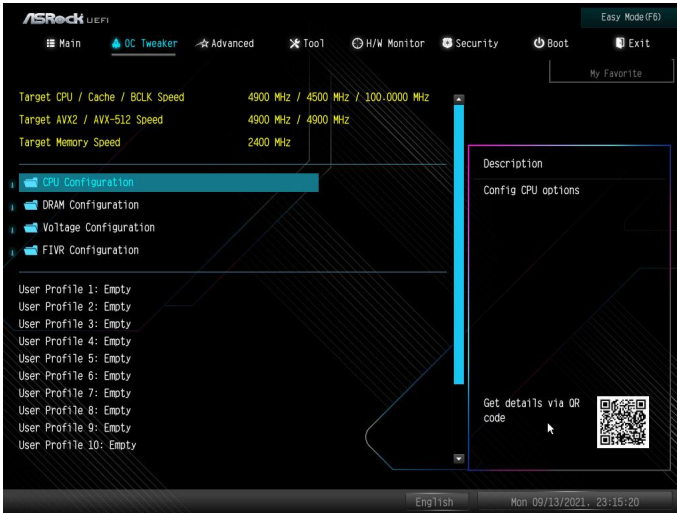 ASRock UEFI
Easy Mode(F6)
Main OC Tweaker Advanced Tool H/W Monitor Security Boot Exit
My Favorite
Target CPU / Cache / BCLK Speed 4900 MHz / 4500 MHz / 100.0000 MHz
Target AVX2 / AVX-512 Speed 4900 MHz / 4900 MHz
Target Memory Speed 2400 MHz
CPU Configuration
DRAM Configuration
Voltage Configuration
FIVR Configuration
User Profile 1: Empty
User Profile 2: Empty
User Profile 3: Empty
User Profile 4: Empty
User Profile 5: Empty
User Profile 6: Empty
User Profile 7: Empty
User Profile 8: Empty
User Profile 9: Empty
User Profile 10: Empty
Description
Config CPU options
Get details via QR
code
English Mon 09/13/2021. 23:15:20